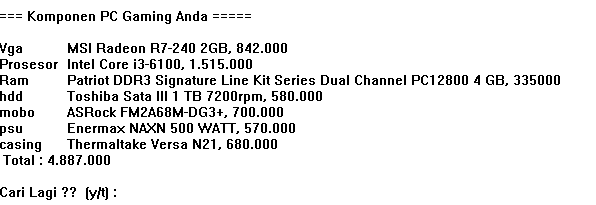 === Komponen PC Gaming Anda =====
Vga MSI Radeon R7-240 2GB, 842.000
Prosesor Intel Core i3-6100, 1.515.000
Ram Patriot DDR3 Signature Line Kit Series Dual Channel PC12800 4 GB, 335000
hdd Toshiba Sata III 1 TB 7200rpm, 580.000
mobo ASRock FM2A68M-DG3+, 700.000
psu Enermax NAXN 500 WATT, 570.000
casing Thermaltake Versa N21, 680.000
Total : 4.887.000
Cari Lagi ?? (y/t) :